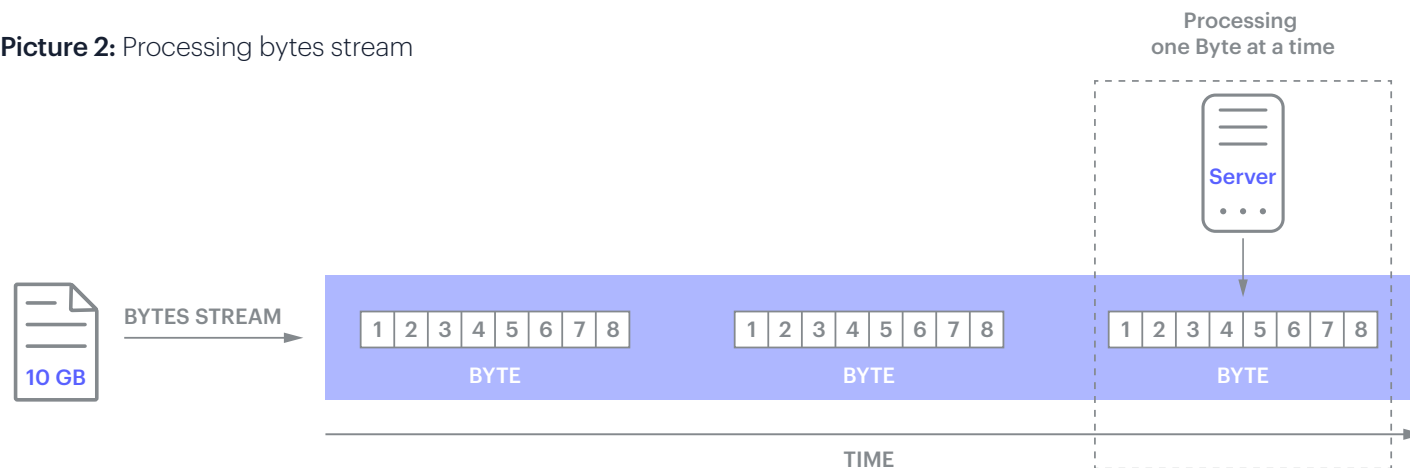 Processing
one Byte at a time
Picture 2: Processing bytes stream
Server
BYTES STREAM
10 GB
1 2 3 4 5 6 7 8
BYTE
1 2 3 4 5 6 7 8
BYTE
1 2 3 4 5 6 7 8
BYTE
TIME